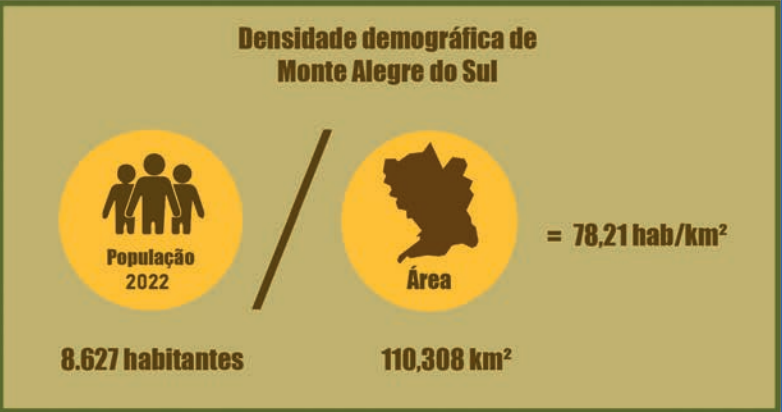 Densidade demográfica de
Monte Alegre do Sul
População
2022
/
Área
= 78,21 hab/km²
8.627 habitantes
110,308 km²